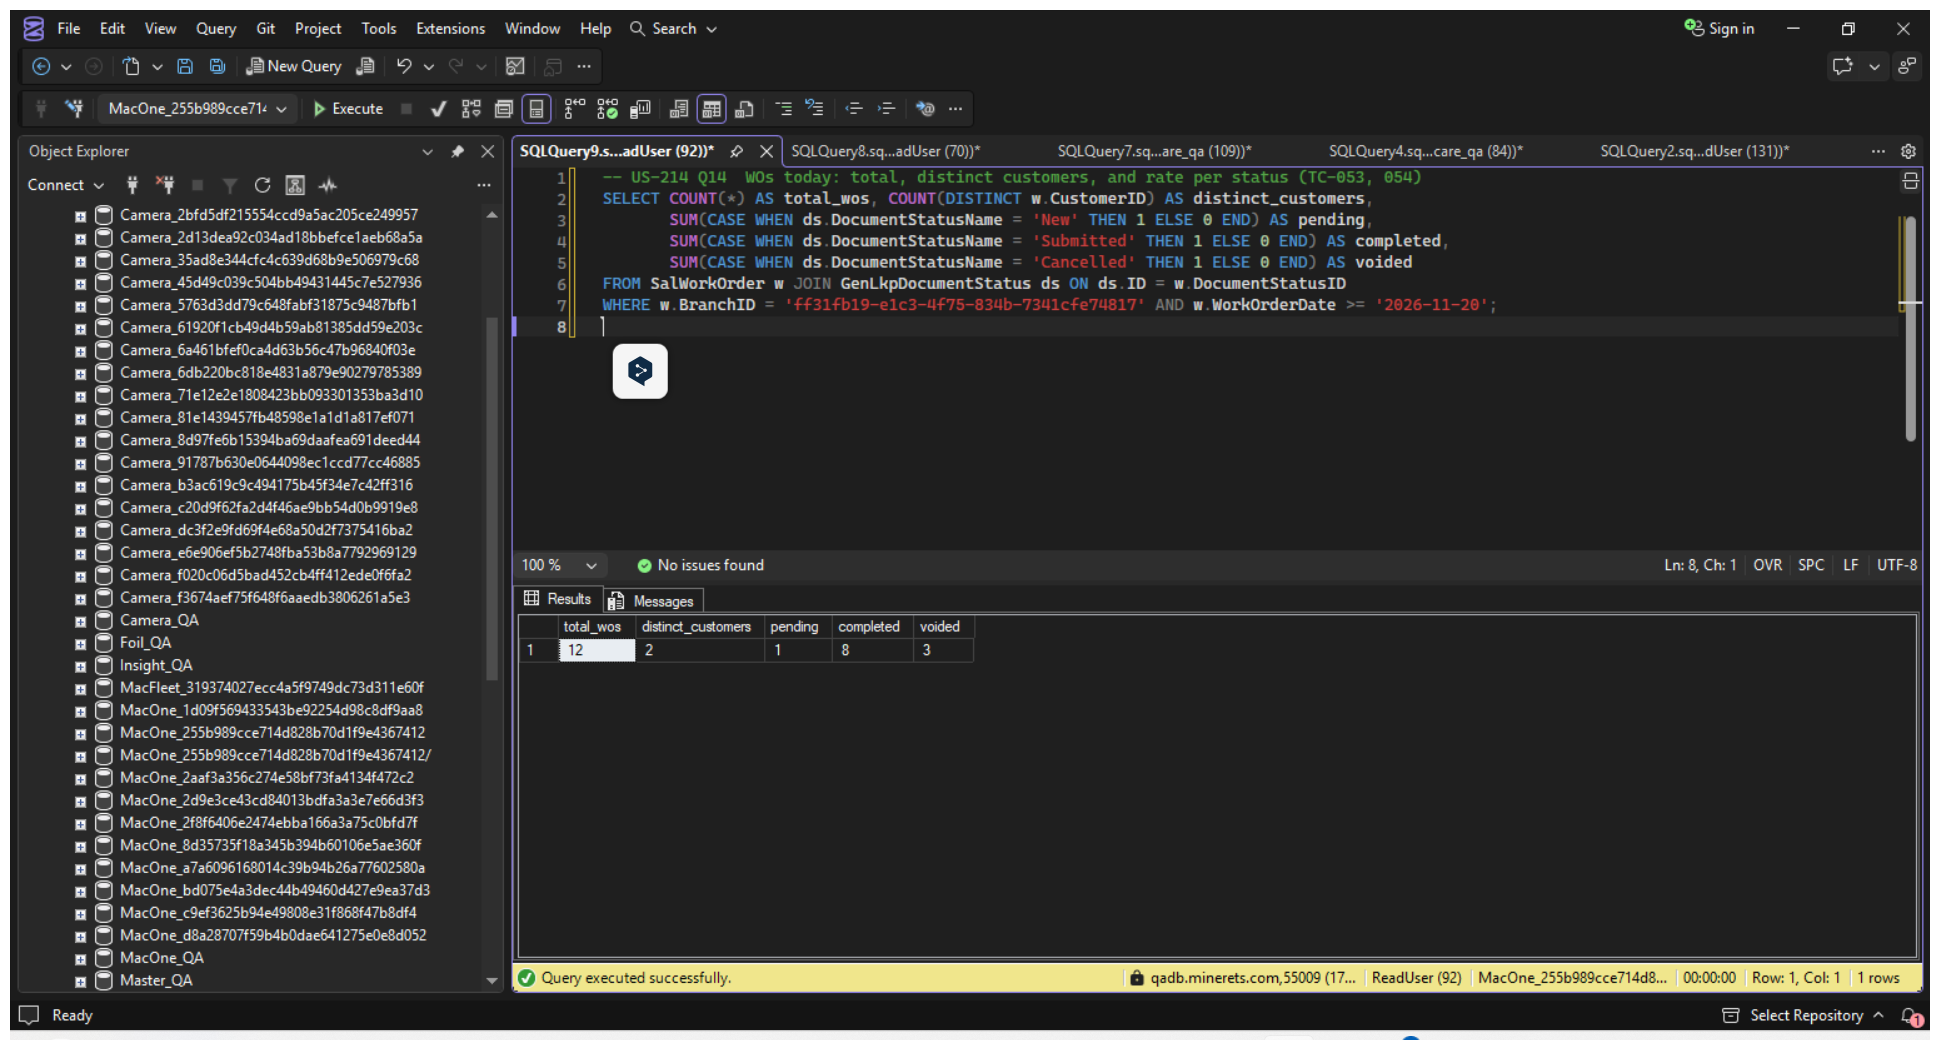 File Edit View Query Git Project Tools Extensions Window Help Search Sign in
New Query
MacOne_255b989cce714 Execute
Object Explorer
Connect
Camera_2bfd5df215554ccd9a5ac205ce249957
Camera_2d13dea92c034ad18bbefce1aeb68a5a
Camera_35ad8e344cfc4c639d68b9e506979c68
Camera_45d49c039c504bb49431445c7e527936
Camera_5763d3dd79c648fabf31875c9487bfb1
Camera_61920f1cb49d4b59ab81385dd59e203c
Camera_6a461bfef0ca4d63b56c47b96840f03e
Camera_6db220bc818e4831a879e90279785389
Camera_71e12e2e1808423bb093301353ba3d10
Camera_81e1439457fb48598e1a1d1a817ef071
Camera_8d97fe6b15394ba69daafea691deed44
Camera_91787b630e0644098ec1ccd77cc46885
Camera_b3ac619c9c494175b45f34e7c42ff316
Camera_c20d9f62fa2d4f46ae9bb54d0b9919e8
Camera_dc3f2e9fd69f4e68a50d2f7375416ba2
Camera_e6e906ef5b2748fba53b8a7792969129
Camera_f020c06d5bad452cb4ff412ede0f6fa2
Camera_f3674aef75f648f6aaedb3806261a5e3
Camera_QA
Foil_QA
Insight_QA
MacFleet_319374027ecc4a5f9749dc73d311e60f
MacOne_1d09f569433543be92254d98c8df9aa8
MacOne_255b989cce714d828b70d1f9e4367412
MacOne_255b989cce714d828b70d1f9e4367412/
MacOne_2aaf3a356c274e58bf73fa4134f472c2
MacOne_2d9e3ce43cd84013bdfa3a3e7e66d3f3
MacOne_2f8f6406e2474ebba166a3a75c0bfd7f
MacOne_8d35735f18a345b394b60106e5ae360f
MacOne_a7a6096168014c39b94b26a77602580a
MacOne_bd075e4a3dec44b49460d427e9ea37d3
MacOne_c9ef3625b94e49808e31f868f47b8df4
MacOne_d8a28707f59b4b0dae641275e0e8d052
MacOne_QA
Master_QA
SQLQuery9.s...adUser (92))* SQLQuery8.sq...adUser (70))* SQLQuery7.sq...are_qa (109))* SQLQuery4.sq...care_qa (84))* SQLQuery2.sq...dUser (131))*
1 -- US-214 Q14  WOs today: total, distinct customers, and rate per status (TC-053, 054)
2 SELECT COUNT(*) AS total_wos, COUNT(DISTINCT w.CustomerID) AS distinct_customers,
3 SUM(CASE WHEN ds.DocumentStatusName = 'New' THEN 1 ELSE 0 END) AS pending,
4 SUM(CASE WHEN ds.DocumentStatusName = 'Submitted' THEN 1 ELSE 0 END) AS completed,
5 SUM(CASE WHEN ds.DocumentStatusName = 'Cancelled' THEN 1 ELSE 0 END) AS voided
6 FROM SalWorkOrder w JOIN GenLkpDocumentStatus ds ON ds.ID = w.DocumentStatusID
7 WHERE w.BranchID = 'ff31fb19-e1c3-4f75-834b-7341cfe74817' AND w.WorkOrderDate >= '2026-11-20';
8
100 % No issues found Ln: 8, Ch: 1 OVR SPC LF UTF-8
Results Messages
total_wos distinct_customers pending completed voided
1 12 2 1 8 3
Query executed successfully. qadb.minerets.com,55009 (17... ReadUser (92) MacOne_255b989cce714d8... 00:00:00 Row: 1, Col: 1 1 rows
Ready Select Repository 1